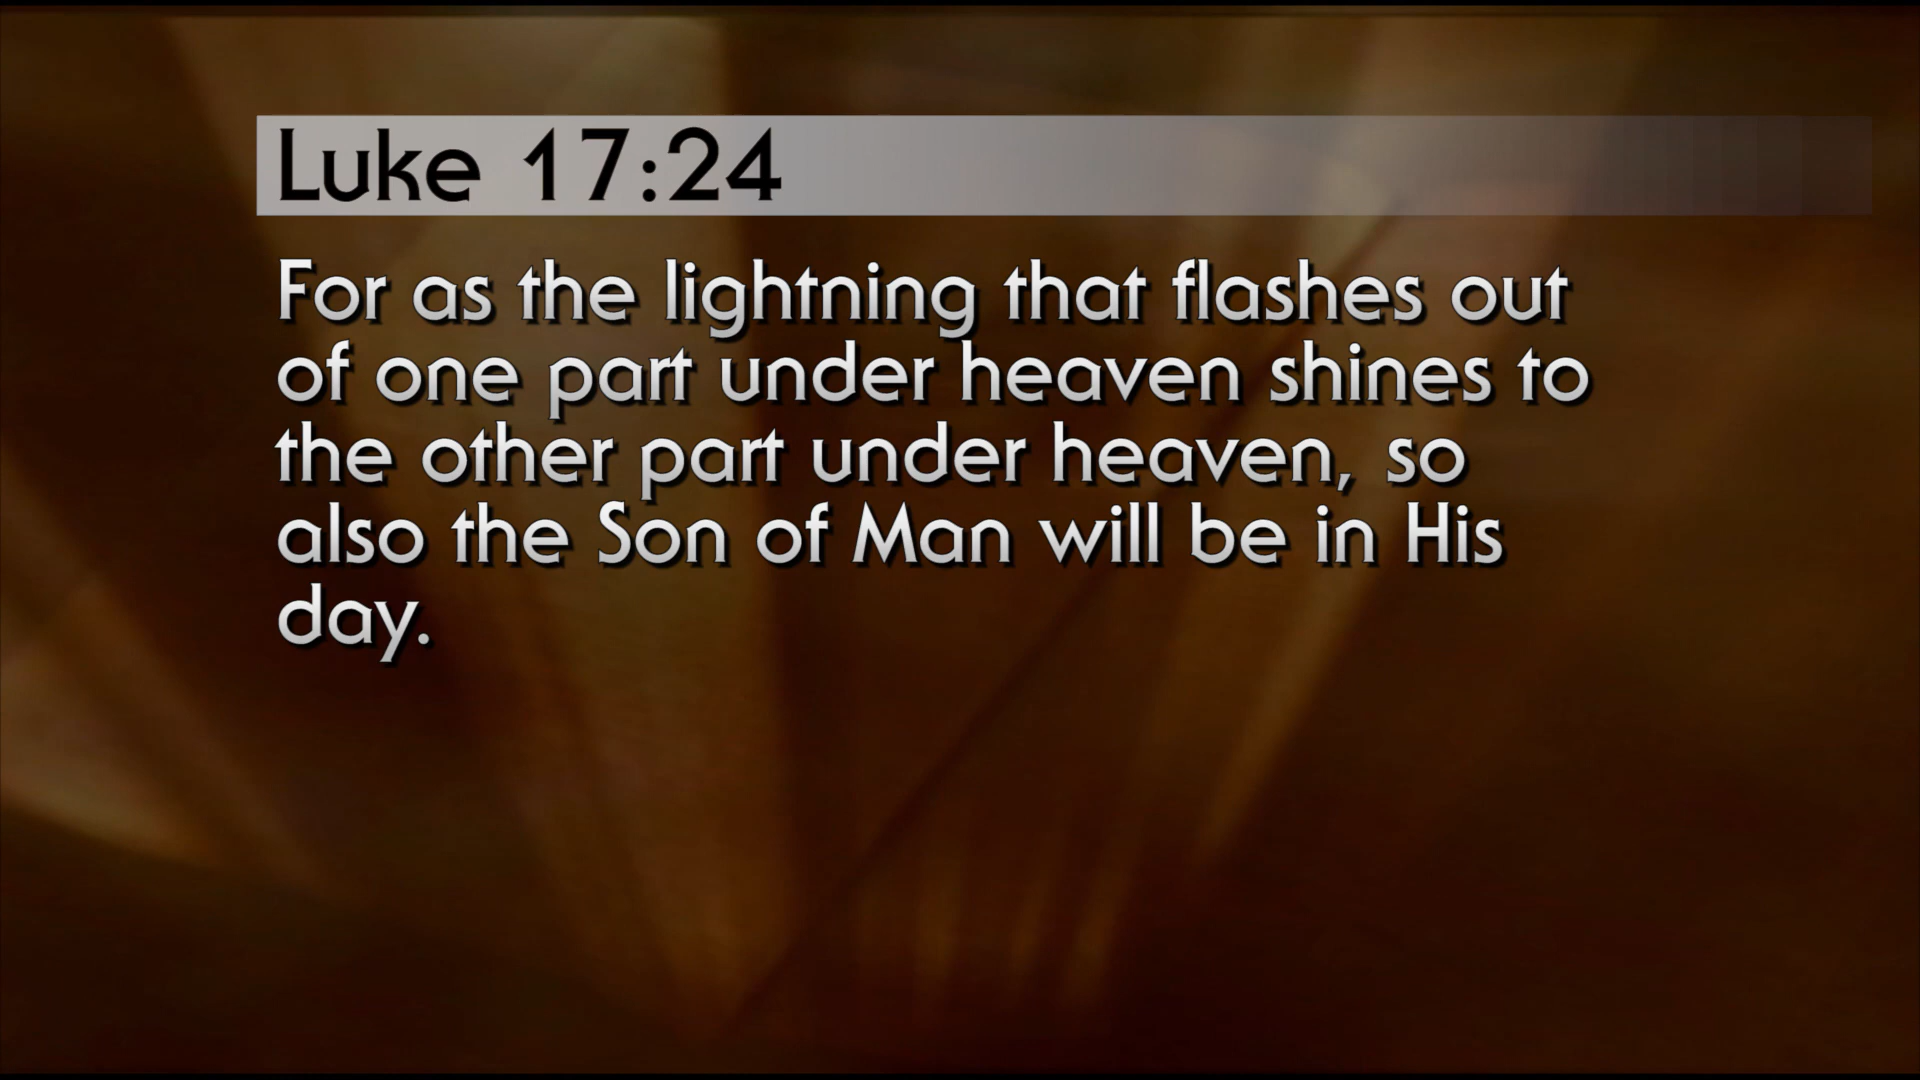 Luke 17:24
For as the lightning that flashes out
of one part under heaven shines to
the other part under heaven, so
also the Son of Man will be in His
day.